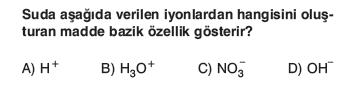 Suda aşağıda verilen iyonlardan hangisini oluş-
turan madde bazik özellik gösterir?
A) H⁺ B) H₃O⁺ C) NO₃⁻ D) OH⁻